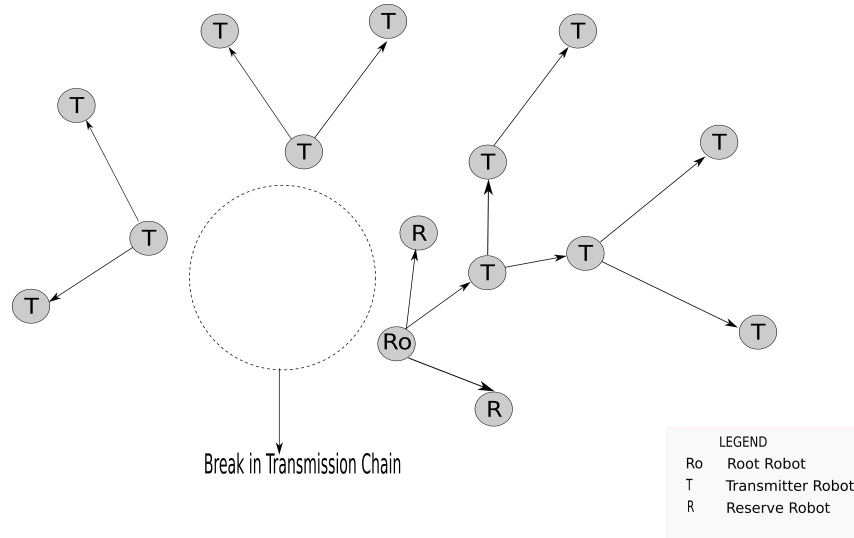 T
T
T
T
T
T
T
T
R
T
T
T
T
Ro
T
R
Break in Transmission Chain
LEGEND
Ro Root Robot
T Transmitter Robot
R Reserve Robot